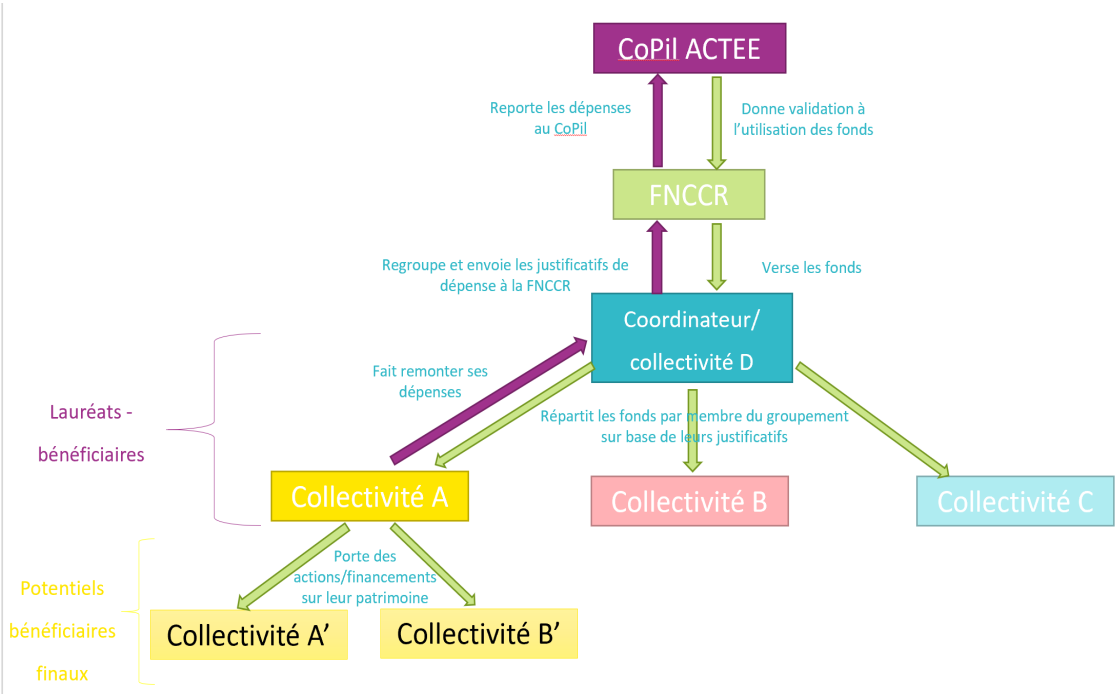 CoPil ACTEE
Reporte les dépenses
au CoPil
Donne validation à
l’utilisation des fonds
FNCCR
Regroupe et envoie les justificatifs de
dépense à la FNCCR
Verse les fonds
Coordinateur/
collectivité D
Fait remonter ses
dépenses
Répartit les fonds par membre du groupement
sur base de leurs justificatifs
Lauréats -
bénéficiaires
Collectivité A
Collectivité B
Collectivité C
Porte des
actions/financements
sur leur patrimoine
Potentiels
bénéficiaires
finaux
Collectivité A’
Collectivité B’